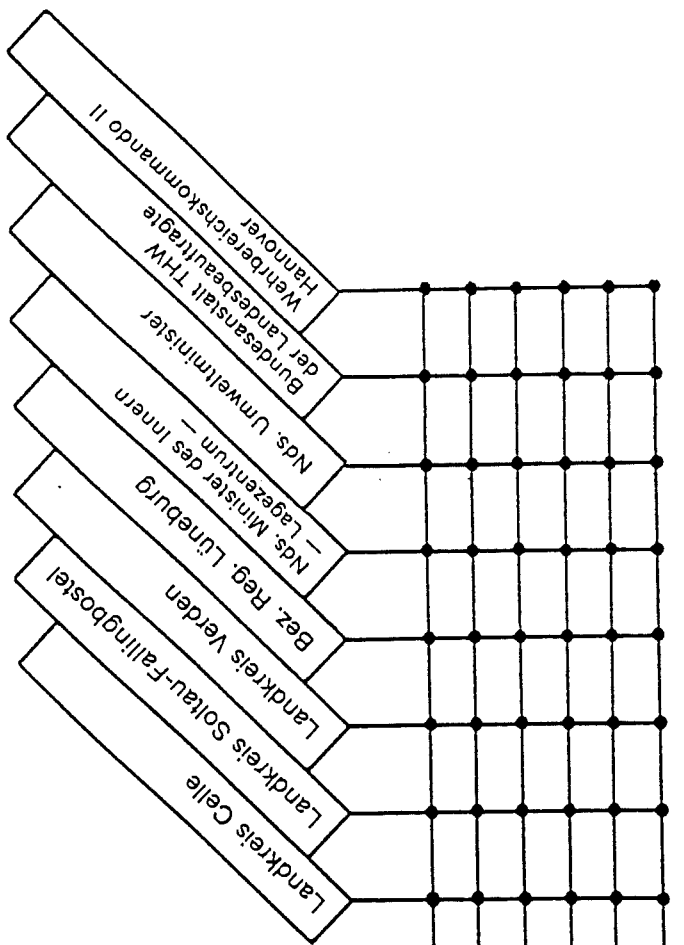 Wehrbereichskommando II
Hannover
Bundesanstalt THW
der Landesbeauftragte
Nds. Umweltminister
Nds. Minister des Innern
— Lagezentrum —
Bez. Reg. Lüneburg
Landkreis Verden
Landkreis Soltau-Fallingbostel
Landkreis Celle